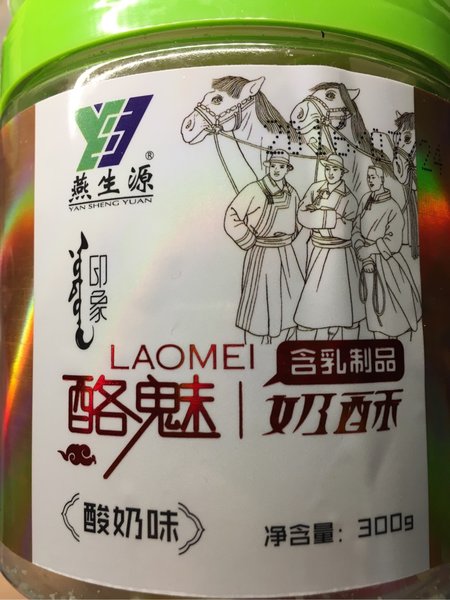 燕生源®
YAN SHENG YUAN
印象
LAOMEI
含乳制品
酪魅 | 奶酥
酸奶味
净含量：300g